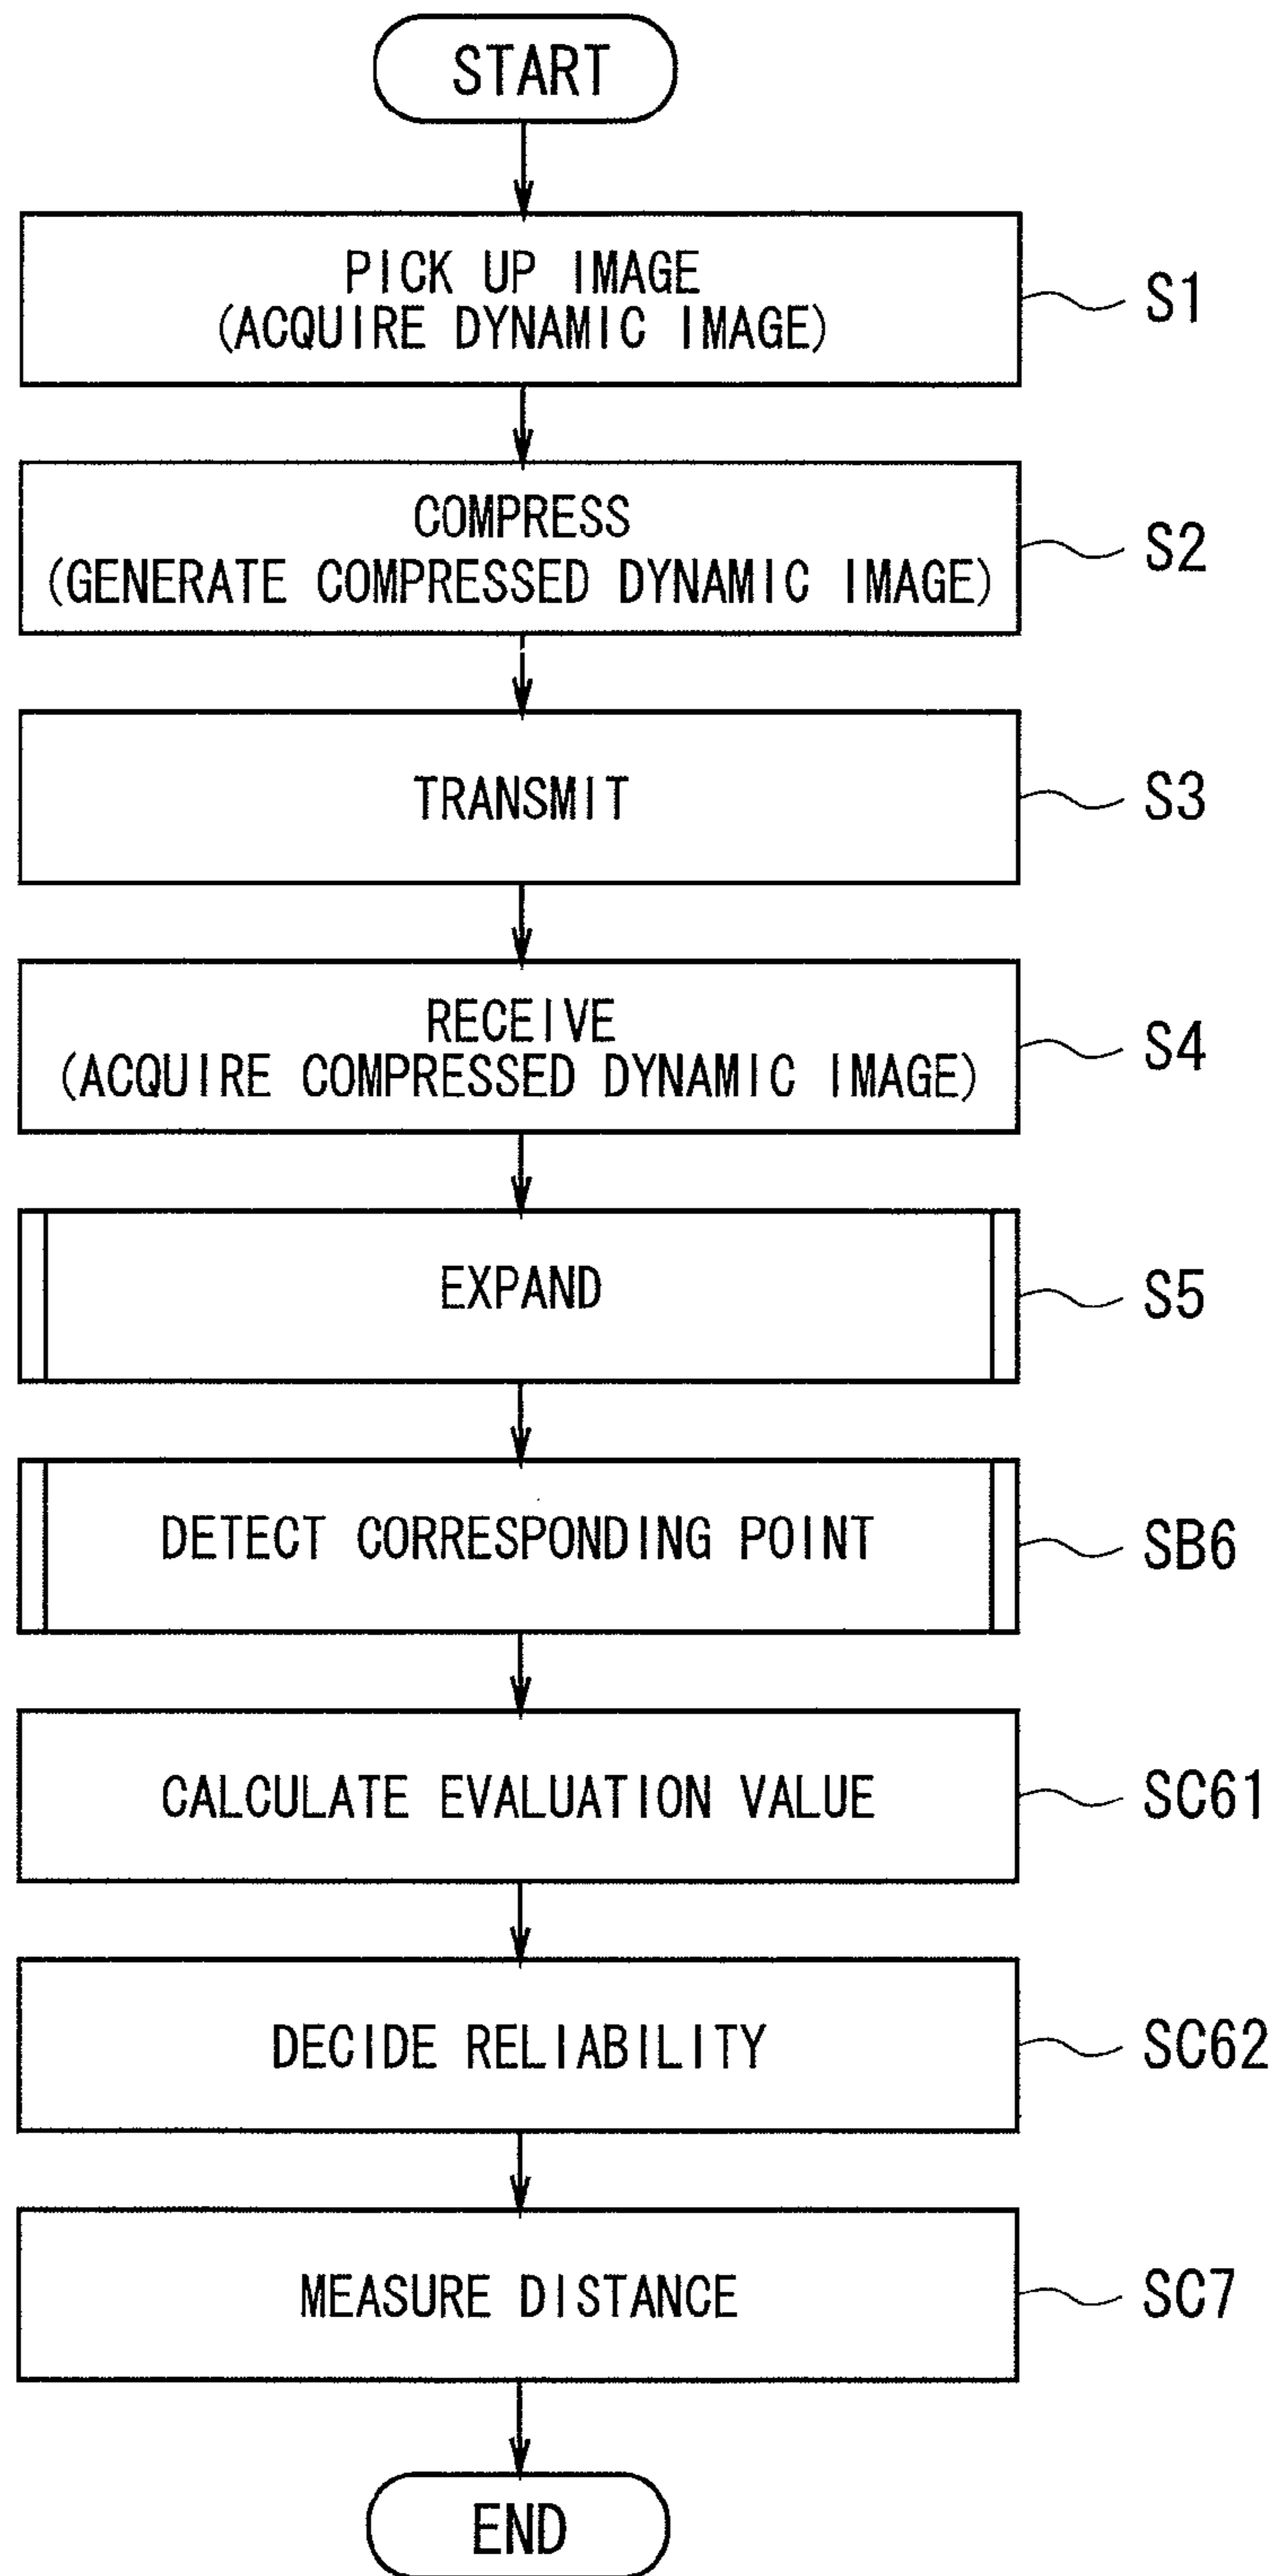 START
PICK UP IMAGE
(ACQUIRE DYNAMIC IMAGE)
S1
COMPRESS
(GENERATE COMPRESSED DYNAMIC IMAGE)
S2
TRANSMIT
S3
RECEIVE
(ACQUIRE COMPRESSED DYNAMIC IMAGE)
S4
EXPAND
S5
DETECT CORRESPONDING POINT
SB6
CALCULATE EVALUATION VALUE
SC61
DECIDE RELIABILITY
SC62
MEASURE DISTANCE
SC7
END